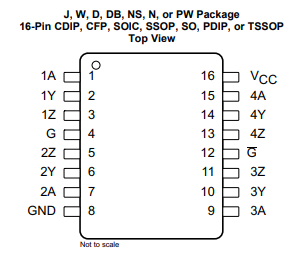 J, W, D, DB, NS, N, or PW Package
16-Pin CDIP, CFP, SOIC, SSOP, SO, PDIP, or TSSOP
Top View
1A 1 16 VCC
1Y 2 15 4A
1Z 3 14 4Y
G 4 13 4Z
2Z 5 12 G̅
2Y 6 11 3Z
2A 7 10 3Y
GND 8 9 3A
Not to scale